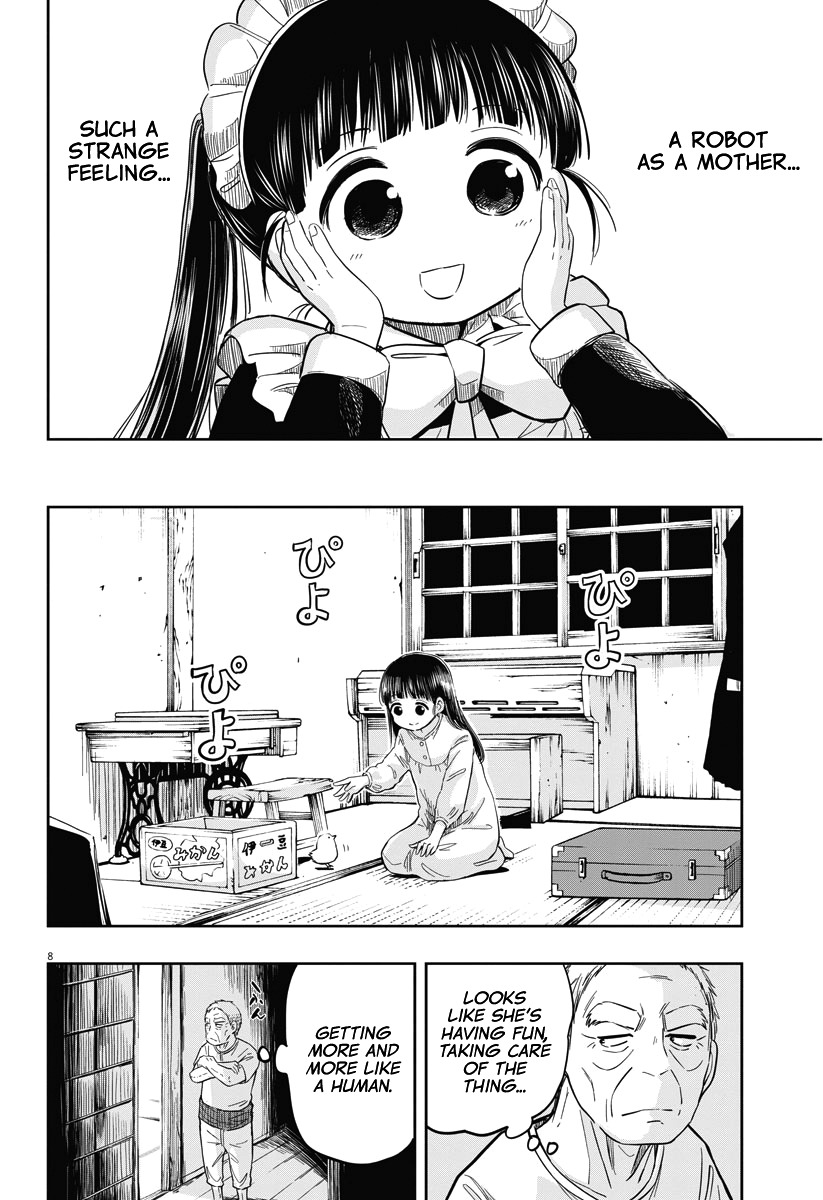 A ROBOT
AS A MOTHER...
SUCH A
STRANGE
FEELING...
ぴよ
ぴよ
ぴよ
伊豆
みかん
伊豆
みかん
8
LOOKS
LIKE SHE'S
HAVING FUN,
TAKING CARE
OF THE
THING...
GETTING
MORE AND
MORE LIKE
A HUMAN.